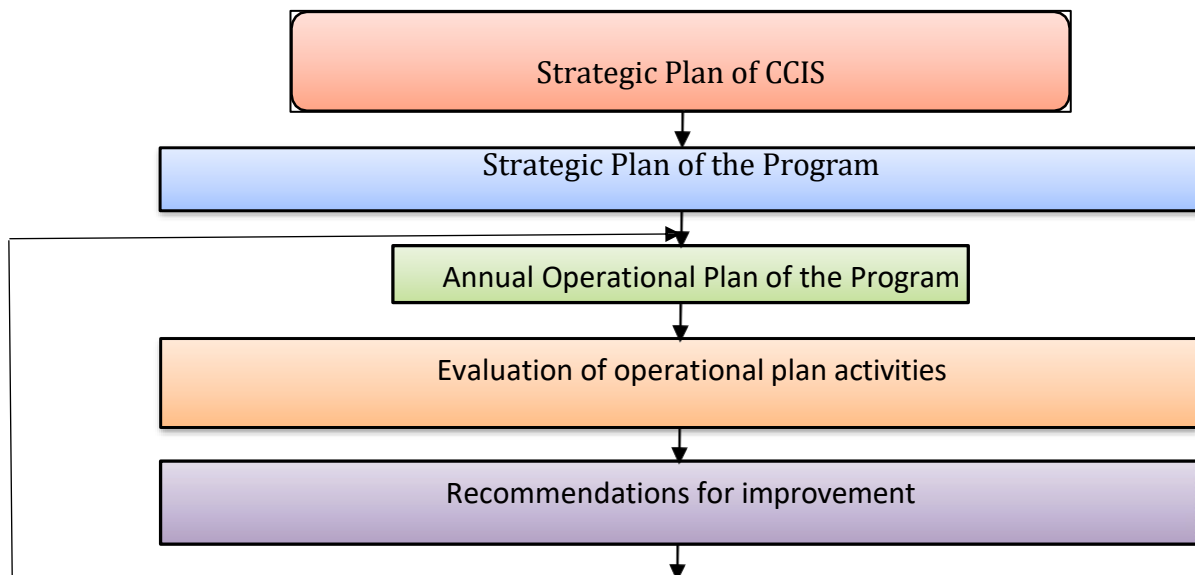 Strategic Plan of CCIS
Strategic Plan of the Program
Annual Operational Plan of the Program
Evaluation of operational plan activities
Recommendations for improvement